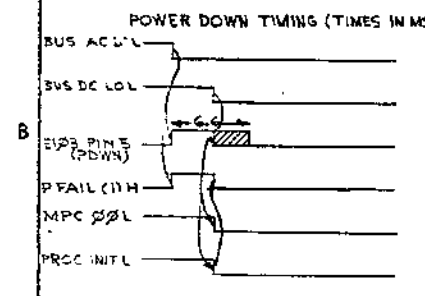 POWER DOWN TIMING (TIMES IN MS
BUS AC LO L
BUS DC LO L
6.6
B
E103 PIN 5
(PDWN)
P FAIL (1) H
MPC ØØ L
PROC INIT L